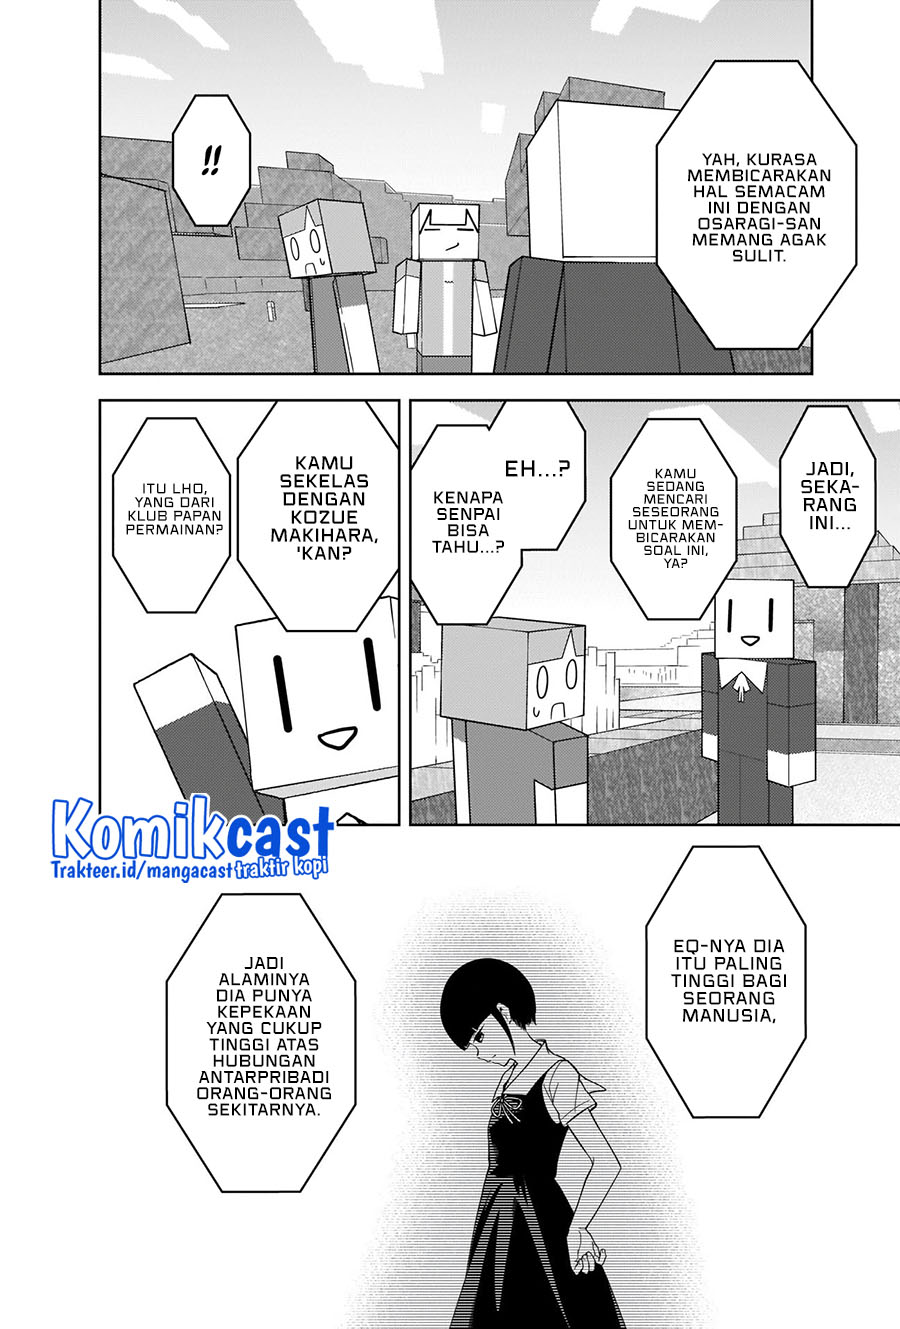 YAH, KURASA
MEMBICARAKAN
HAL SEMACAM
INI DENGAN
OSARAGI-SAN
MEMANG AGAK
SULIT.
!!
JADI,
SEKA-
RANG
INI...
KAMU
SEDANG
MENCARI
SESEORANG
UNTUK MEM-
BICARAKAN
SOAL INI,
YA?
EH...?
KENAPA
SENPAI
BISA
TAHU...?
KAMU
SEKELAS
DENGAN
KOZUE
MAKIHARA,
'KAN?
ITU LHO,
YANG DARI
KLUB PAPAN
PERMAINAN?
Komikcast
Trakteer.id/mangacast traktir kopi
EQ-NYA DIA
ITU PALING
TINGGI BAGI
SEORANG
MANUSIA,
JADI
ALAMINYA
DIA PUNYA
KEPEKAAN
YANG CUKUP
TINGGI ATAS
HUBUNGAN
ANTARPRIBADI
ORANG-ORANG
SEKITARNYA.